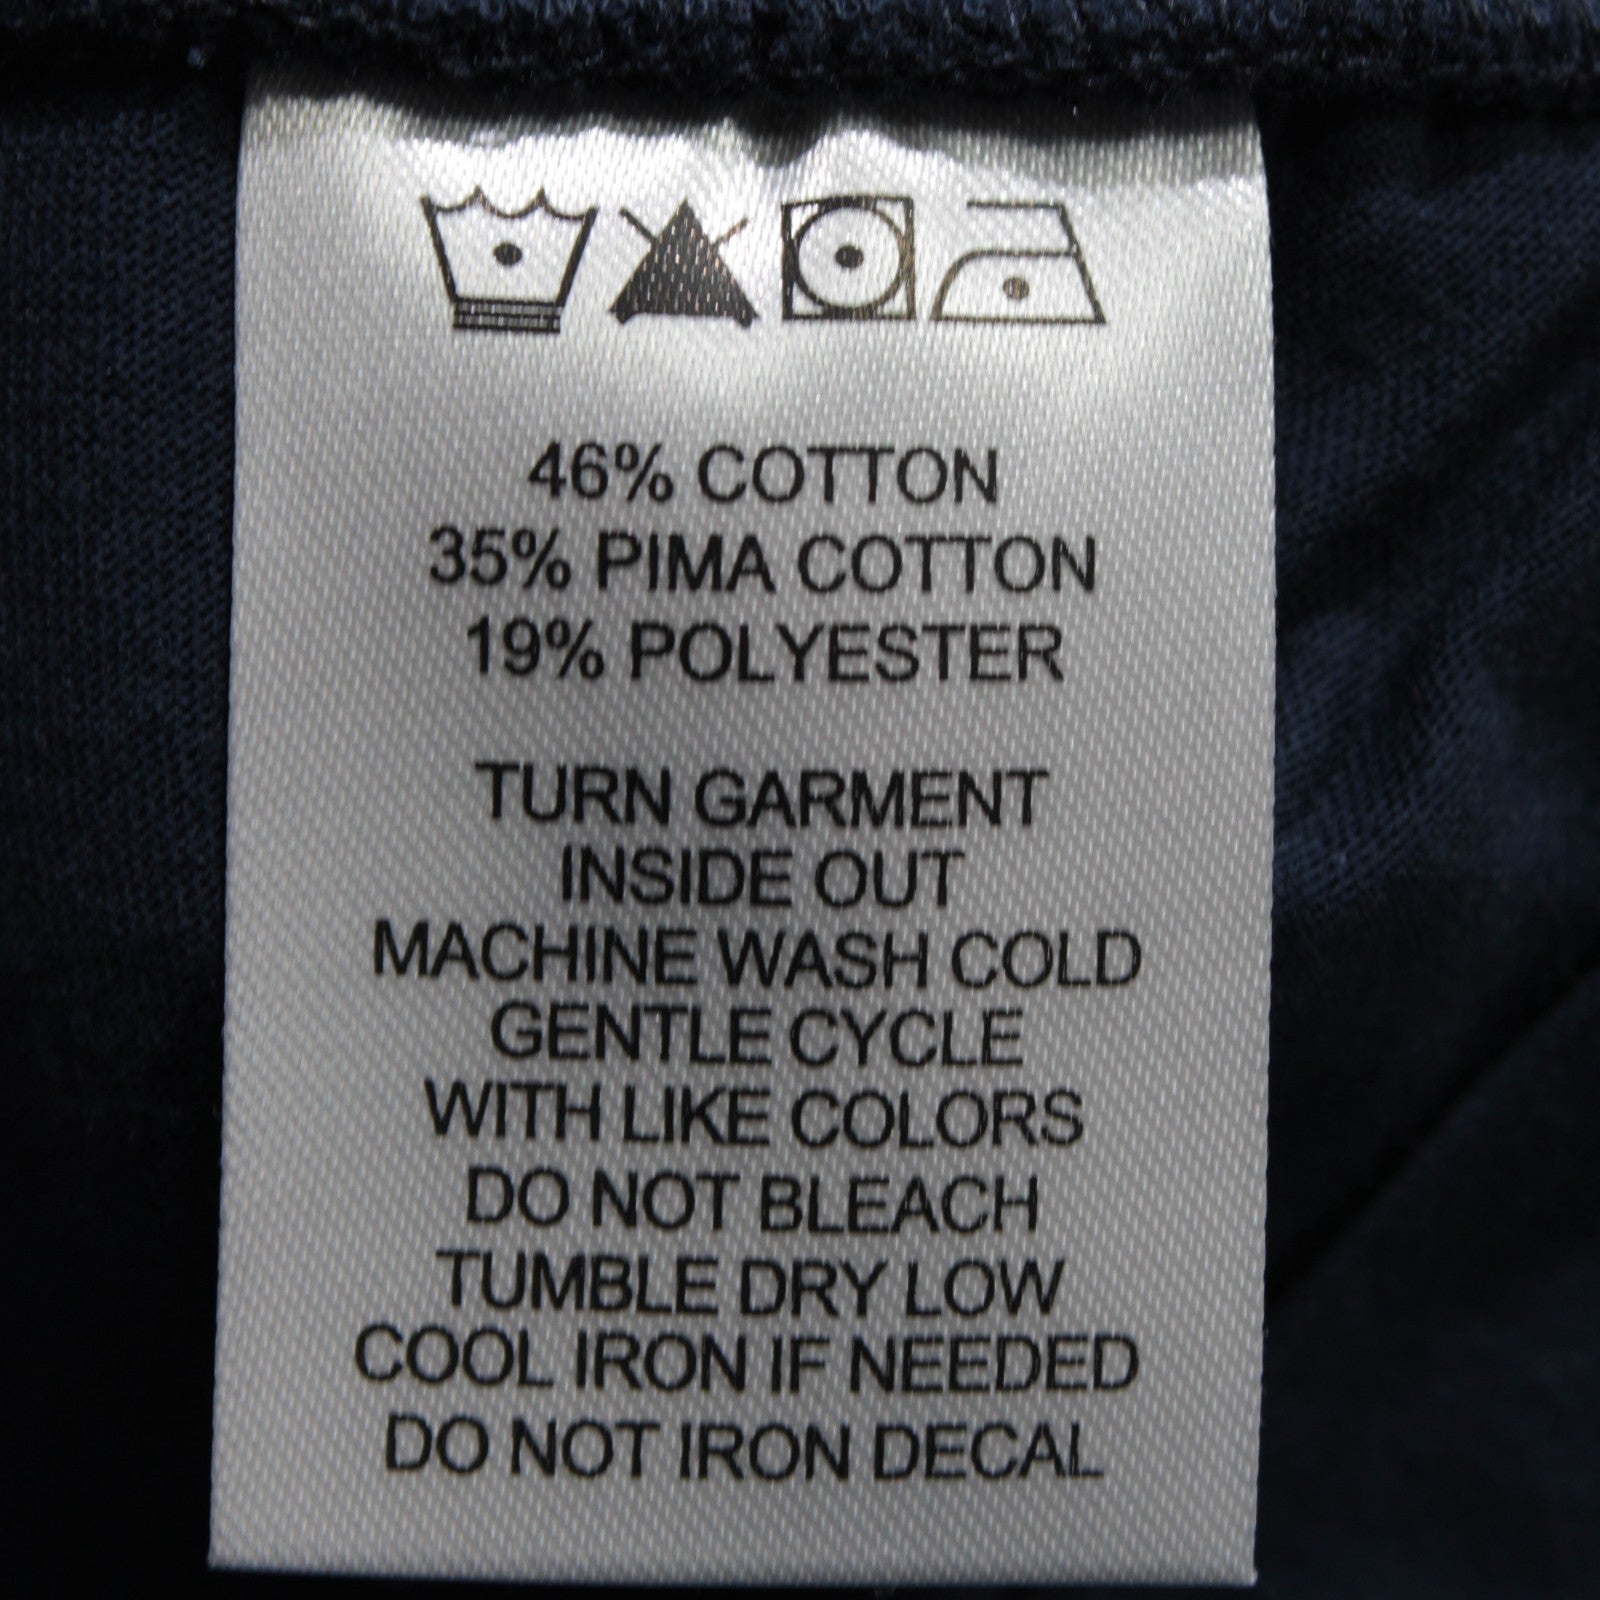 46% COTTON
35% PIMA COTTON
19% POLYESTER
TURN GARMENT
INSIDE OUT
MACHINE WASH COLD
GENTLE CYCLE
WITH LIKE COLORS
DO NOT BLEACH
TUMBLE DRY LOW
COOL IRON IF NEEDED
DO NOT IRON DECAL